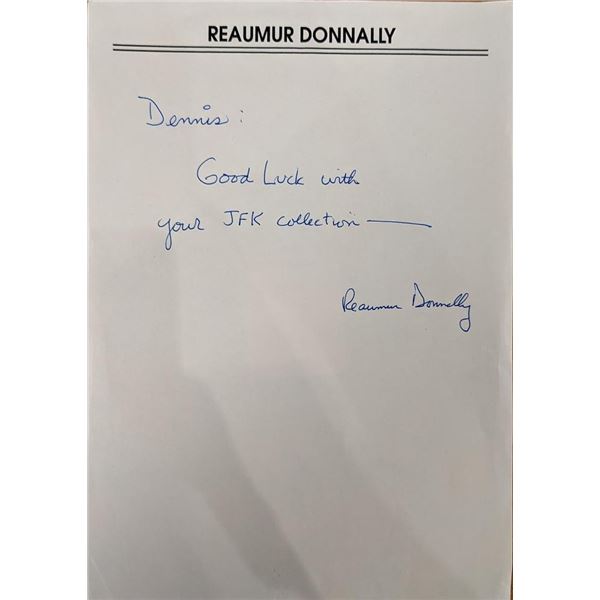 REAUMUR DONNALLY
Dennis:
Good Luck with
your JFK collection —
Reaumur Donnally